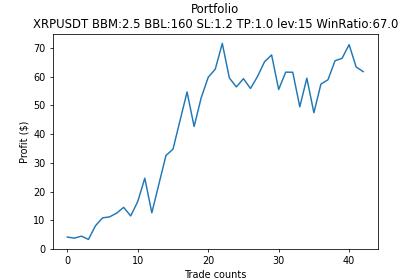 Portfolio
XRPUSDT BBM:2.5 BBL:160 SL:1.2 TP:1.0 lev:15 WinRatio:67.0
Profit ($)
70
60
50
40
30
20
10
0
0 10 20 30 40
Trade counts